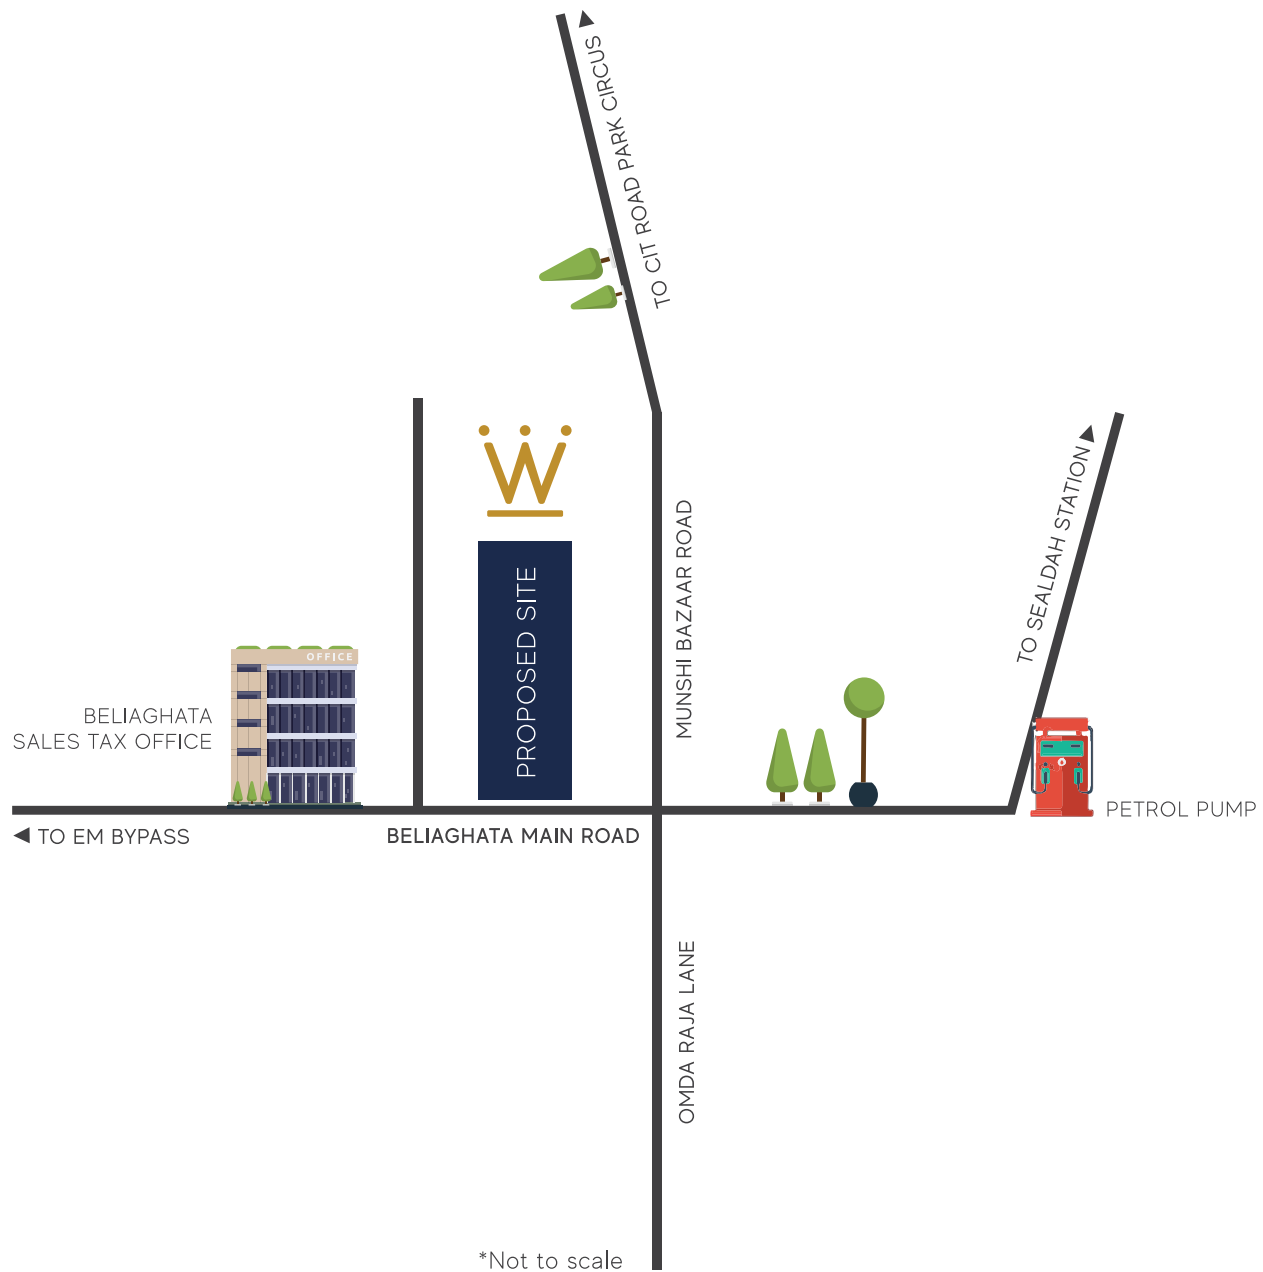 TO CIT ROAD PARK CIRCUS
W
TO SEALDAH STATION
MUNSHI BAZAAR ROAD
PROPOSED SITE
OFFICE
BELIAGHATA
SALES TAX OFFICE
PETROL PUMP
TO EM BYPASS
BELIAGHATA MAIN ROAD
OMDA RAJA LANE
*Not to scale